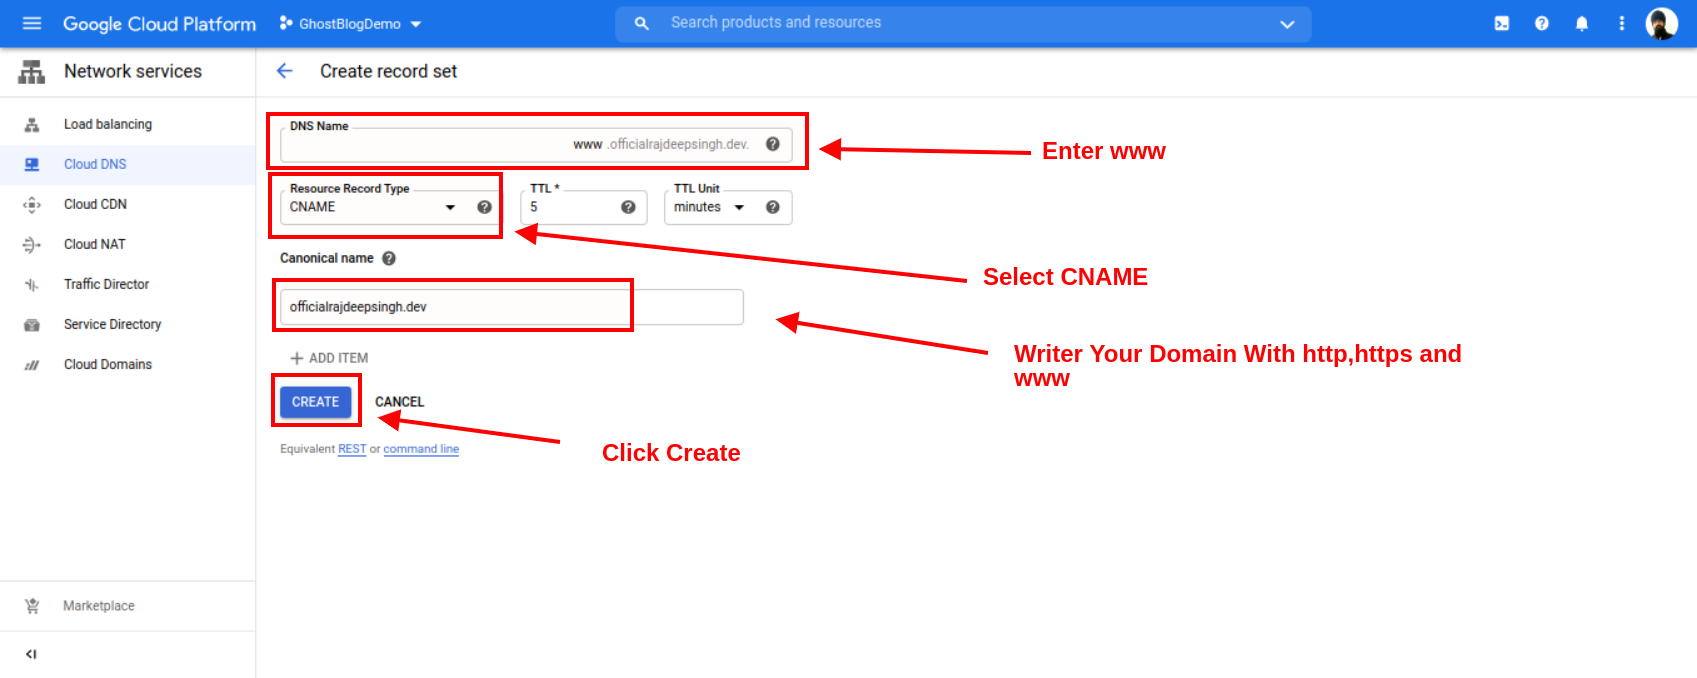 Google Cloud Platform
GhostBlogDemo
Search products and resources
Network services
Create record set
Load balancing
Cloud DNS
Cloud CDN
Cloud NAT
Traffic Director
Service Directory
Cloud Domains
Marketplace
DNS Name
www .officialrajdeepsingh.dev.
Enter www
Resource Record Type
CNAME
TTL *
5
TTL Unit
minutes
Select CNAME
Canonical name
officialrajdeepsingh.dev
Writer Your Domain With http,https and
www
ADD ITEM
CREATE
CANCEL
Click Create
Equivalent REST or command line